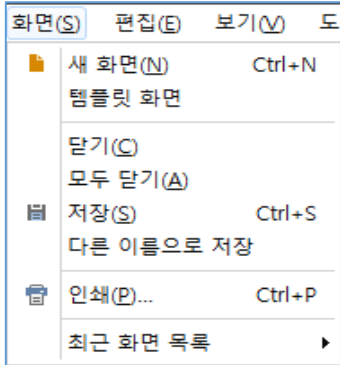 화면(S) 편집(E) 보기(V) 도
새 화면(N) Ctrl+N
템플릿 화면
닫기(C)
모두 닫기(A)
저장(S) Ctrl+S
다른 이름으로 저장
인쇄(P)... Ctrl+P
최근 화면 목록